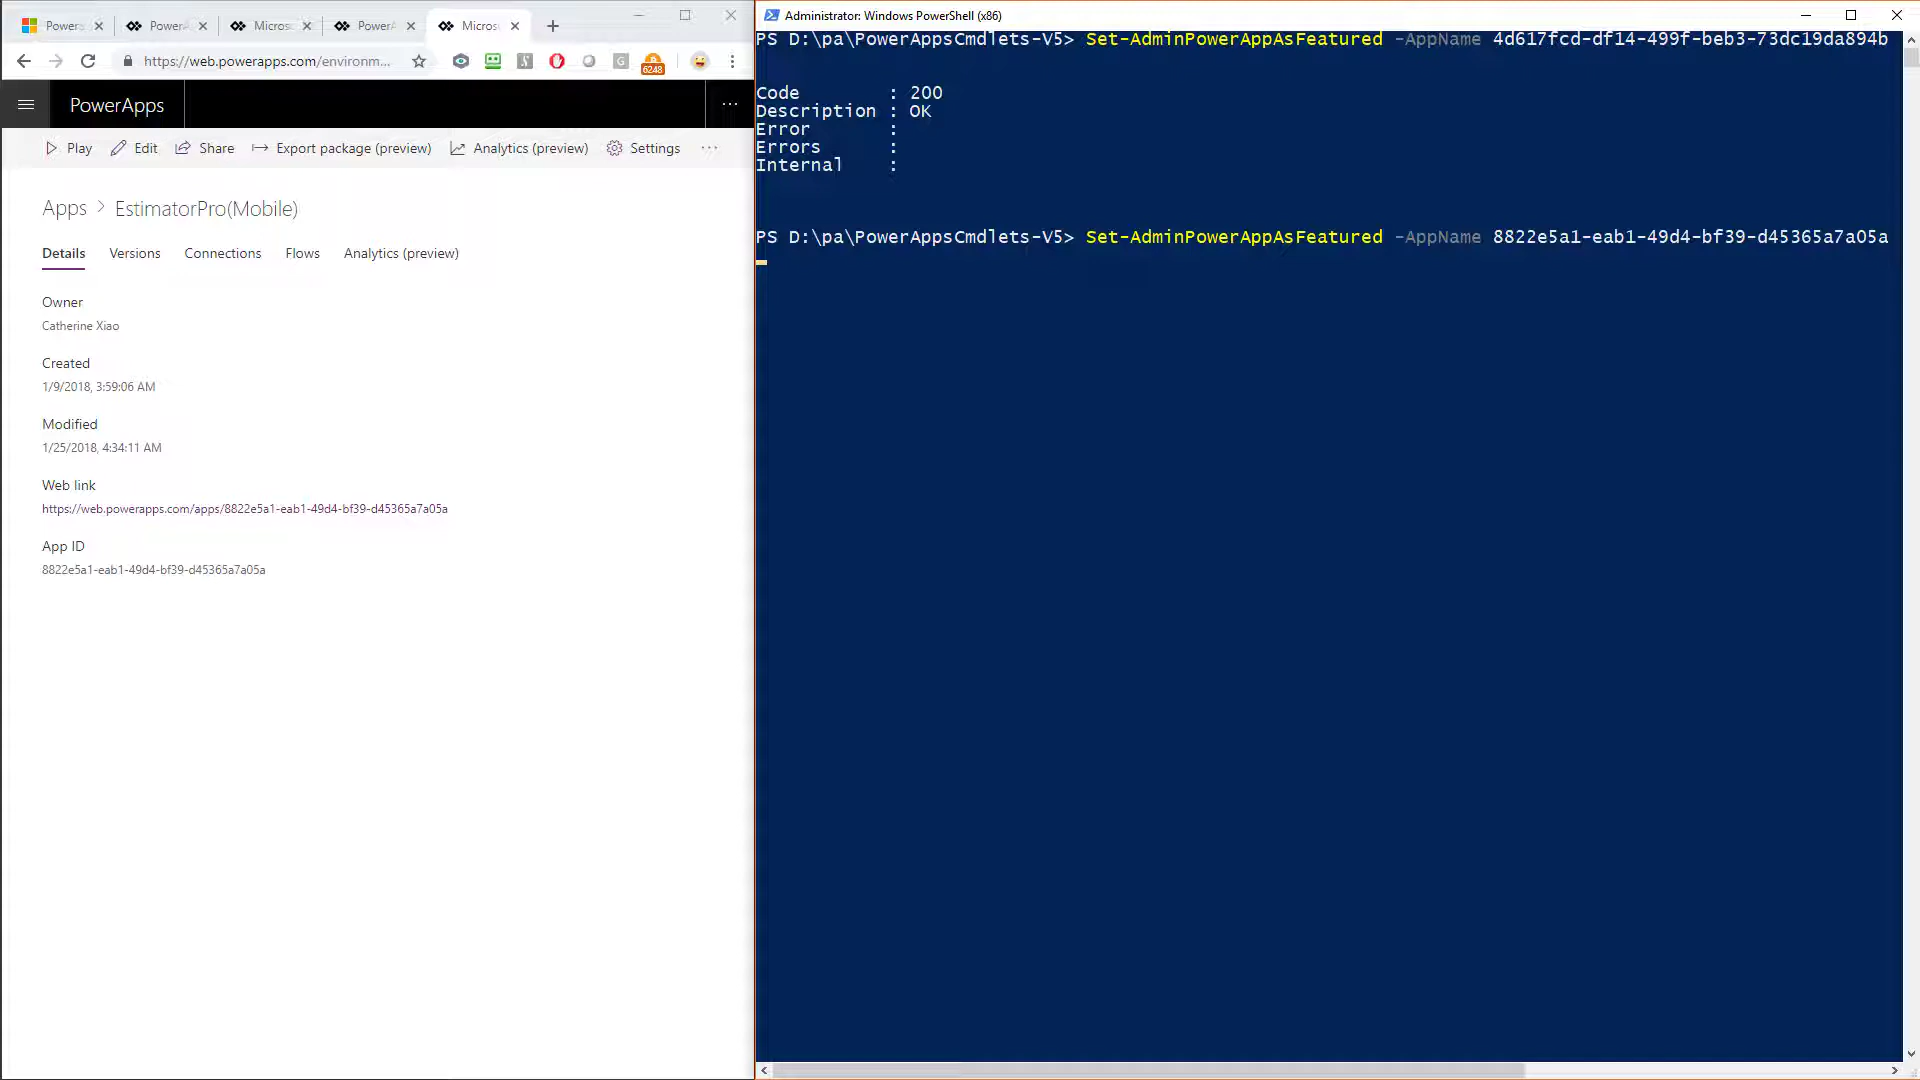 Power
PowerA
Micros
PowerA
Micros
https://web.powerapps.com/environm...
6248
PowerApps
Play
Edit
Share
Export package (preview)
Analytics (preview)
Settings
Apps > EstimatorPro(Mobile)
Details
Versions
Connections
Flows
Analytics (preview)
Owner
Catherine Xiao
Created
1/9/2018, 3:59:06 AM
Modified
1/25/2018, 4:34:11 AM
Web link
https://web.powerapps.com/apps/8822e5a1-eab1-49d4-bf39-d45365a7a05a
App ID
8822e5a1-eab1-49d4-bf39-d45365a7a05a
Administrator: Windows PowerShell (x86)
PS D:\pa\PowerAppsCmdlets-V5> Set-AdminPowerAppAsFeatured -AppName 4d617fcd-df14-499f-beb3-73dc19da894b
Code : 200
Description : OK
Error :
Errors :
Internal :
PS D:\pa\PowerAppsCmdlets-V5> Set-AdminPowerAppAsFeatured -AppName 8822e5a1-eab1-49d4-bf39-d45365a7a05a